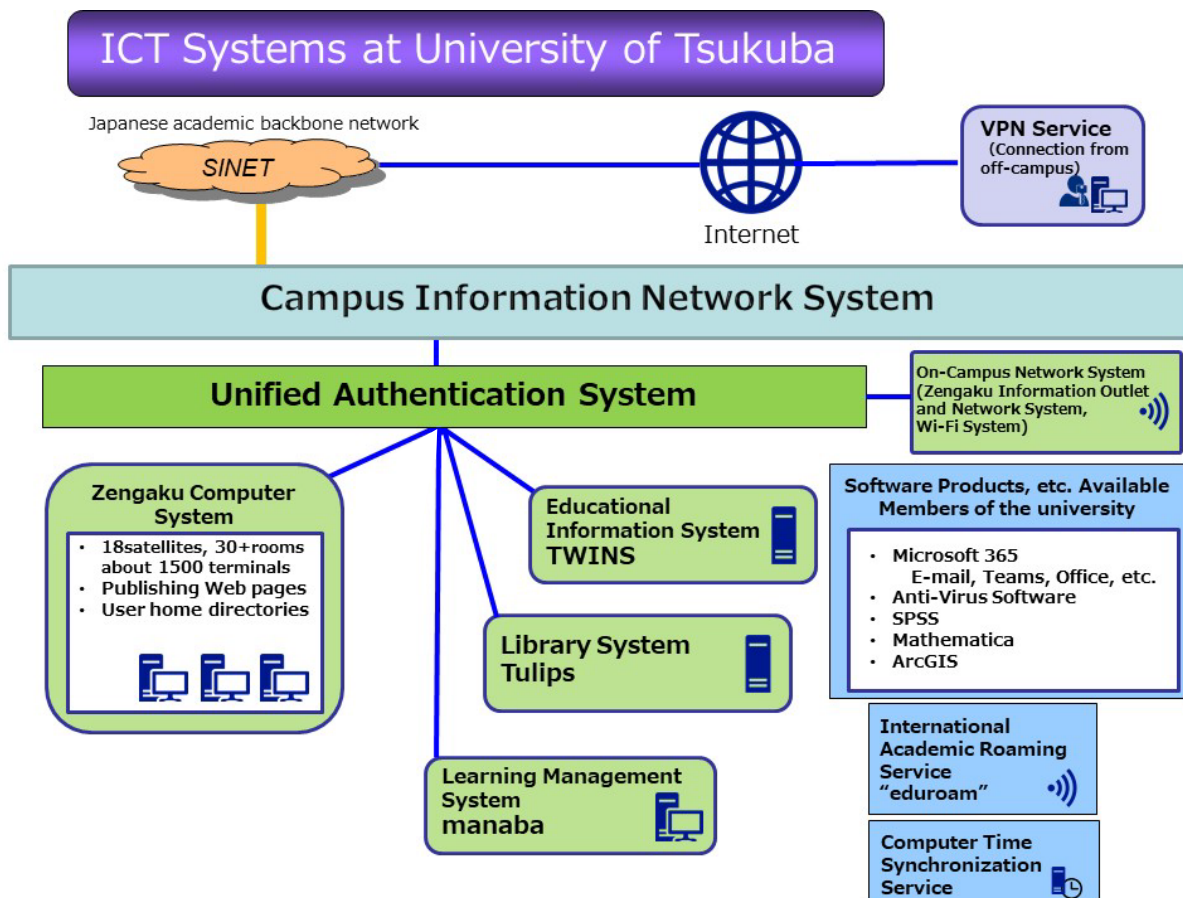 ICT Systems at University of Tsukuba
Japanese academic backbone network
SINET
Internet
VPN Service
(Connection from
off-campus)
Campus Information Network System
Unified Authentication System
On-Campus Network System
(Zengaku Information Outlet
and Network System,
Wi-Fi System)
Zengaku Computer
System
• 18satellites, 30+rooms
about 1500 terminals
• Publishing Web pages
• User home directories
Educational
Information System
TWINS
Library System
Tulips
Learning Management
System
manaba
Software Products, etc. Available
Members of the university
• Microsoft 365
E-mail, Teams, Office, etc.
• Anti-Virus Software
• SPSS
• Mathematica
• ArcGIS
International
Academic Roaming
Service
“eduroam”
Computer Time
Synchronization
Service